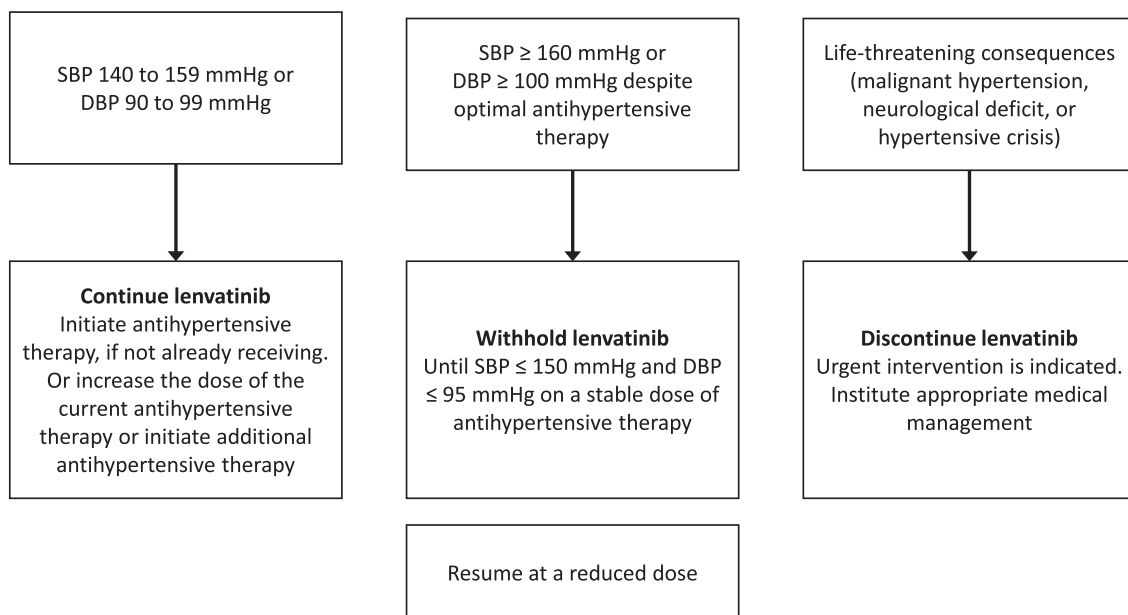 SBP 140 to 159 mmHg or
DBP 90 to 99 mmHg
SBP ≥ 160 mmHg or
DBP ≥ 100 mmHg despite
optimal antihypertensive
therapy
Life-threatening consequences
(malignant hypertension,
neurological deficit, or
hypertensive crisis)
Continue lenvatinib
Initiate antihypertensive
therapy, if not already receiving.
Or increase the dose of the
current antihypertensive
therapy or initiate additional
antihypertensive therapy
Withhold lenvatinib
Until SBP ≤ 150 mmHg and DBP
≤ 95 mmHg on a stable dose of
antihypertensive therapy
Discontinue lenvatinib
Urgent intervention is indicated.
Institute appropriate medical
management
Resume at a reduced dose